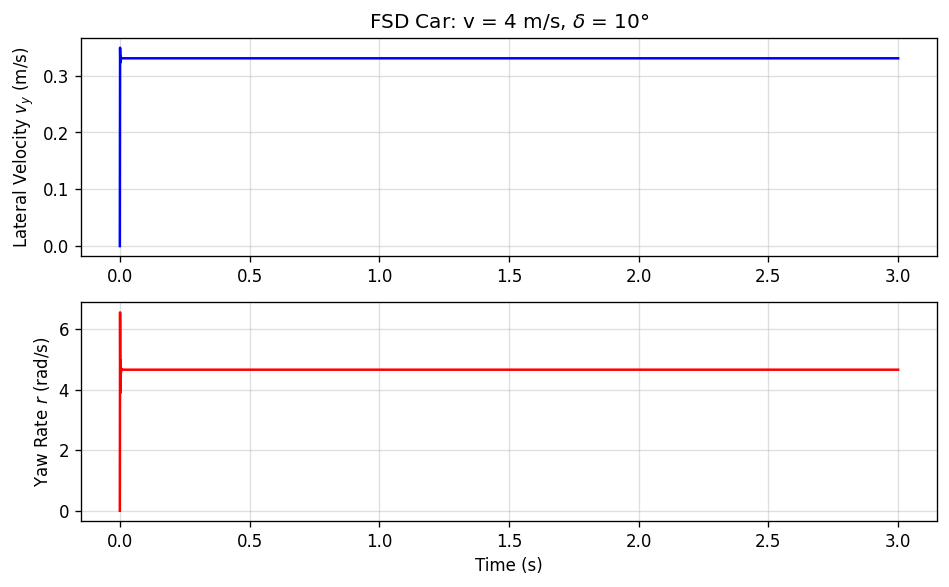 FSD Car: v = 4 m/s, δ = 10°
Lateral Velocity v_y (m/s)
0.3
0.2
0.1
0.0
0.0 0.5 1.0 1.5 2.0 2.5 3.0
Yaw Rate r (rad/s)
6
4
2
0
0.0 0.5 1.0 1.5 2.0 2.5 3.0
Time (s)